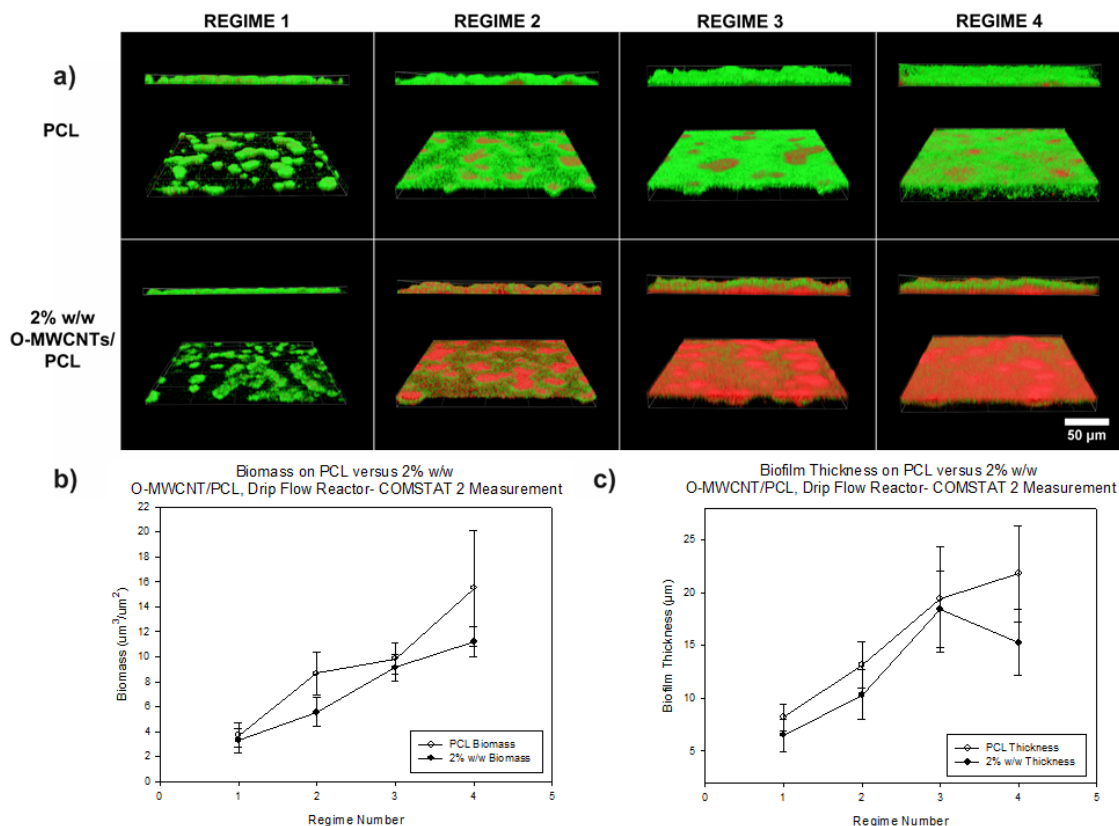 REGIME 1
REGIME 2
REGIME 3
REGIME 4
a)
PCL
2% w/w
O-MWCNTs/
PCL
50 µm
b)
Biomass on PCL versus 2% w/w
O-MWCNT/PCL, Drip Flow Reactor- COMSTAT 2 Measurement
Biomass (um³/um²)
22
20
18
16
14
12
10
8
6
4
2
0
PCL Biomass
2% w/w Biomass
0
1
2
3
4
5
Regime Number
c)
Biofilm Thickness on PCL versus 2% w/w
O-MWCNT/PCL, Drip Flow Reactor- COMSTAT 2 Measurement
Biofilm Thickness (µm)
25
20
15
10
5
PCL Thickness
2% w/w Thickness
0
1
2
3
4
5
Regime Number